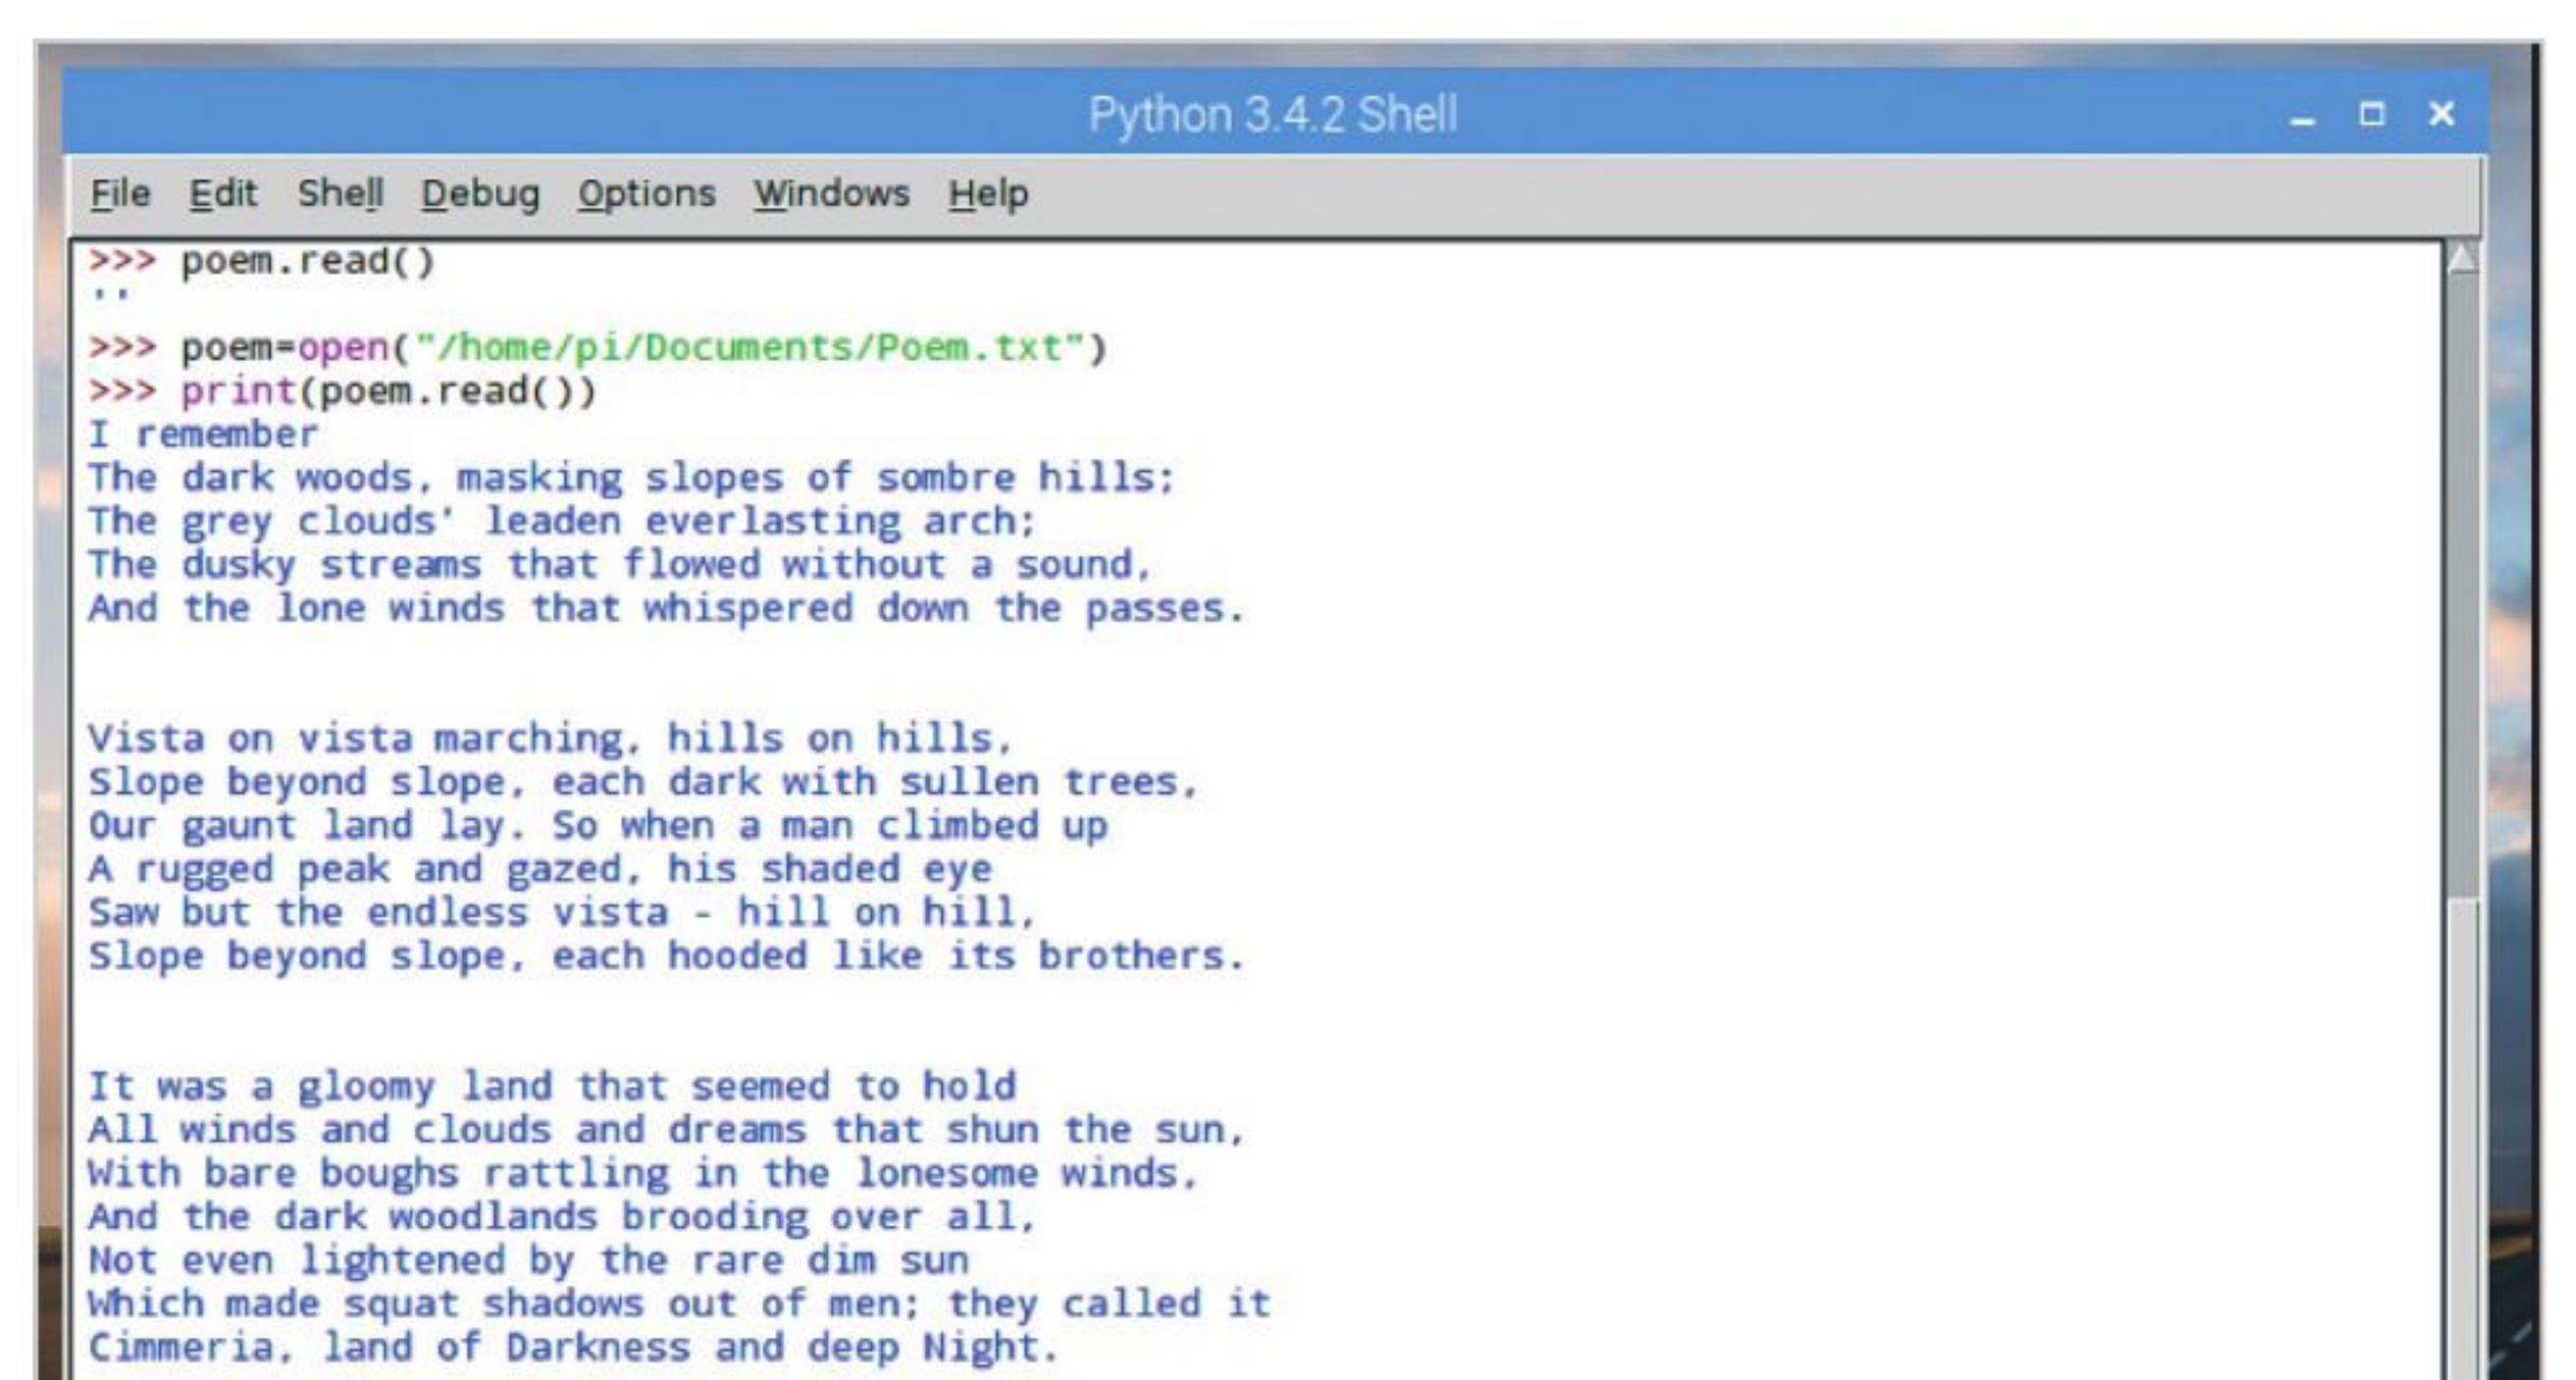 Python 3.4.2 Shell
File Edit Shell Debug Options Windows Help
>>> poem.read()
''
>>> poem=open("/home/pi/Documents/Poem.txt")
>>> print(poem.read())
I remember
The dark woods, masking slopes of sombre hills;
The grey clouds' leaden everlasting arch;
The dusky streams that flowed without a sound,
And the lone winds that whispered down the passes.
Vista on vista marching, hills on hills,
Slope beyond slope, each dark with sullen trees,
Our gaunt land lay. So when a man climbed up
A rugged peak and gazed, his shaded eye
Saw but the endless vista - hill on hill,
Slope beyond slope, each hooded like its brothers.
It was a gloomy land that seemed to hold
All winds and clouds and dreams that shun the sun,
With bare boughs rattling in the lonesome winds,
And the dark woodlands brooding over all,
Not even lightened by the rare dim sun
Which made squat shadows out of men; they called it
Cimmeria, land of Darkness and deep Night.